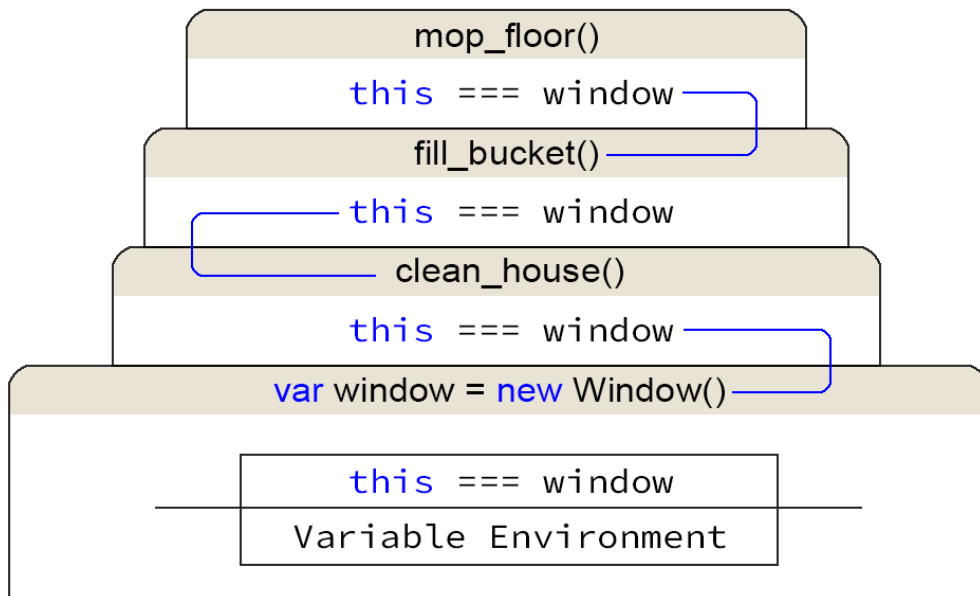 mop_floor()
this === window
fill_bucket()
this === window
clean_house()
this === window
var window = new Window()
this === window
Variable Environment